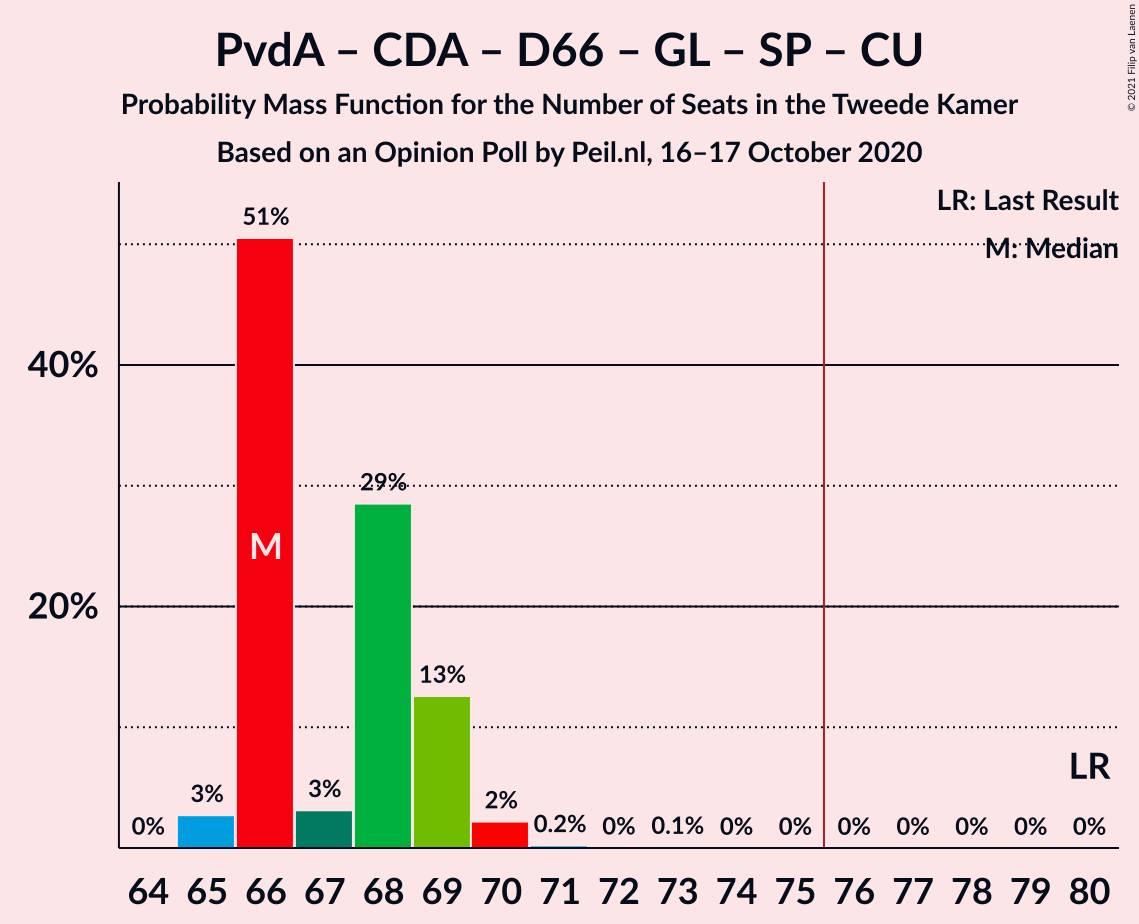 PvdA – CDA – D66 – GL – SP – CU
Probability Mass Function for the Number of Seats in the Tweede Kamer
Based on an Opinion Poll by Peil.nl, 16–17 October 2020
© 2021 Filip van Laenen
LR: Last Result
M: Median
51%
40%
29%
M
20%
13%
LR
0% 3% 3% 2% 0.2% 0% 0.1% 0% 0% 0% 0% 0% 0% 0%
64 65 66 67 68 69 70 71 72 73 74 75 76 77 78 79 80